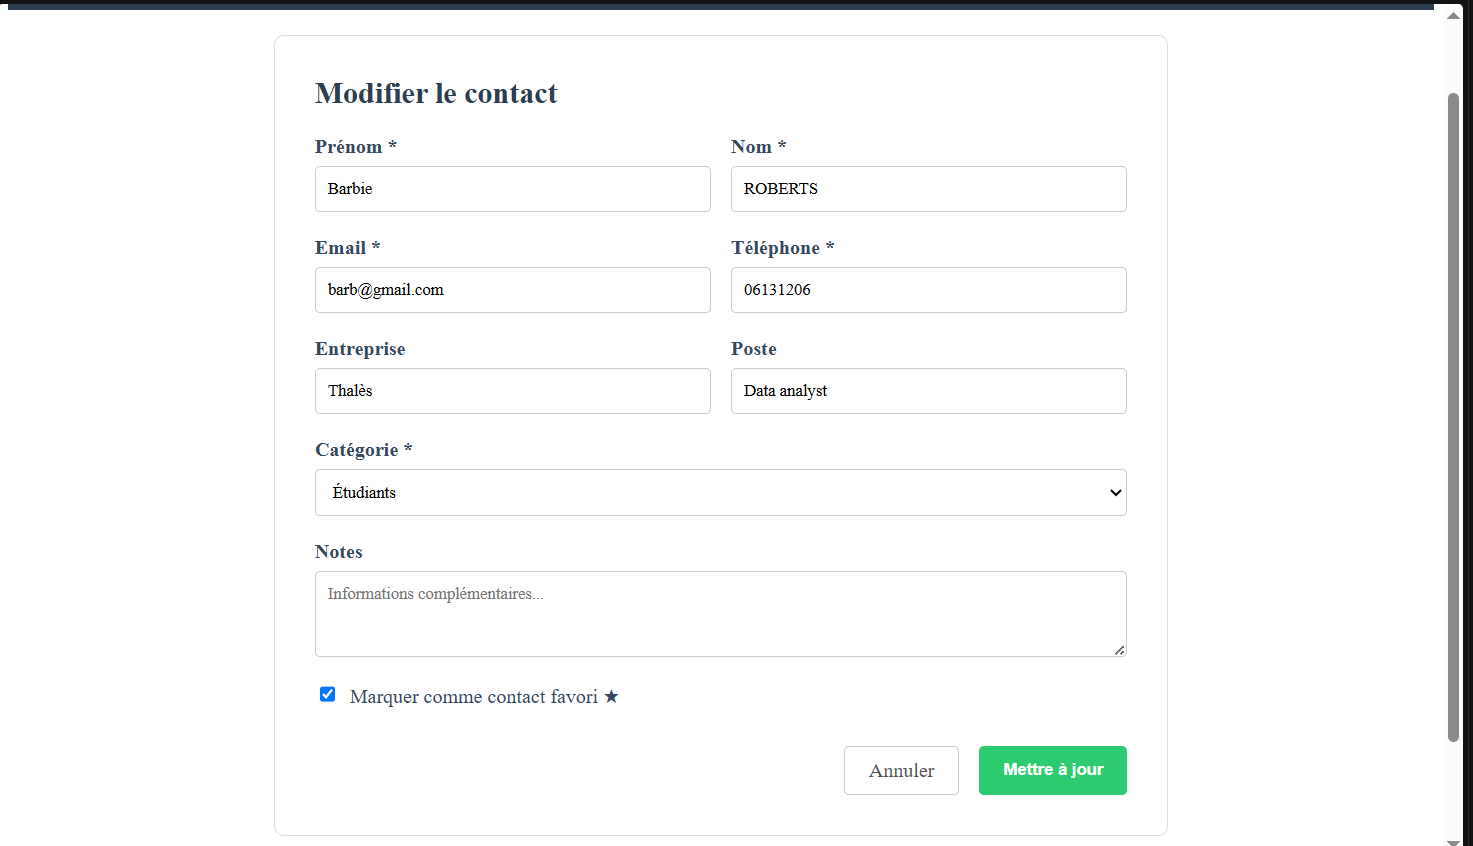 Modifier le contact
Prénom *
Nom *
Barbie
ROBERTS
Email *
Téléphone *
barb@gmail.com
06131206
Entreprise
Poste
Thalès
Data analyst
Catégorie *
Étudiants
Notes
Informations complémentaires...
Marquer comme contact favori ★
Annuler
Mettre à jour